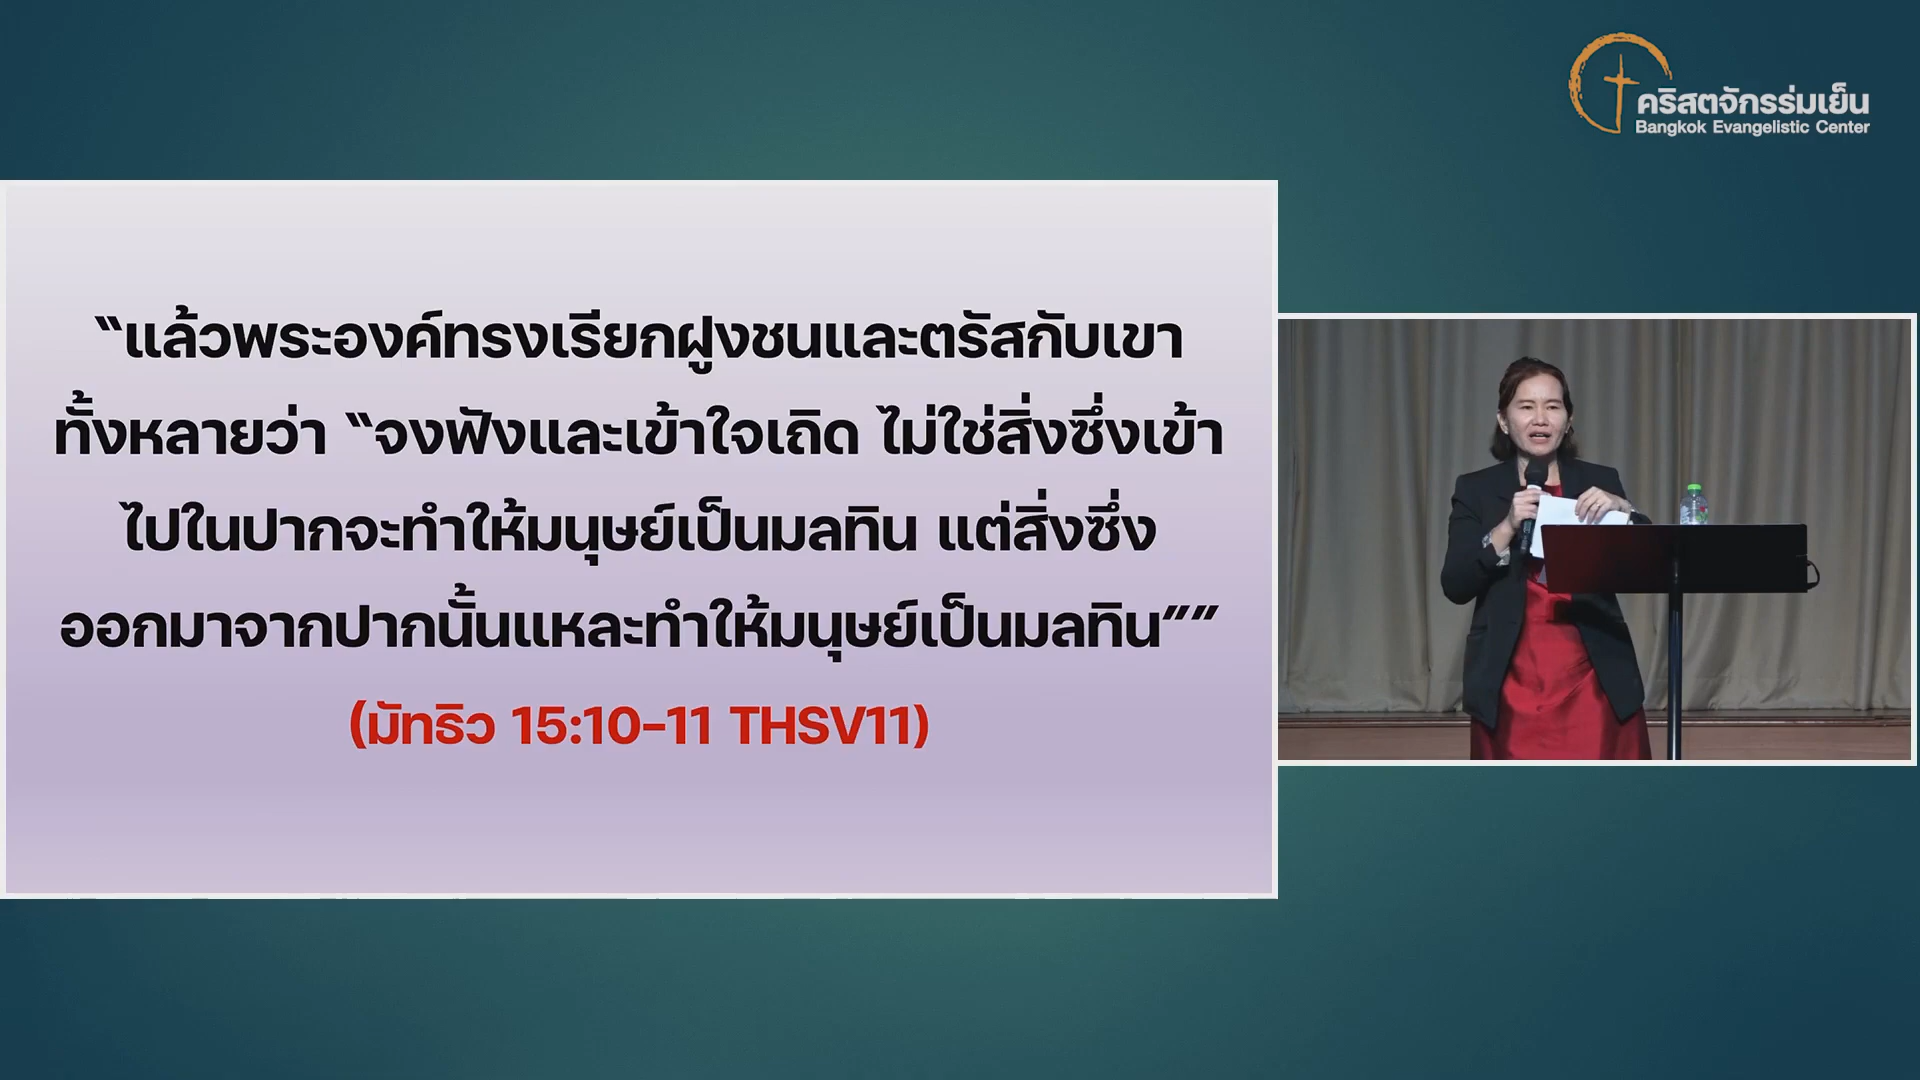 คริสตจักรร่มเย็น
Bangkok Evangelistic Center
“แล้วพระองค์ทรงเรียกฝูงชนและตรัสกับเขา
ทั้งหลายว่า “จงฟังและเข้าใจเถิด ไม่ใช่สิ่งซึ่งเข้า
ไปในปากจะทำให้มนุษย์เป็นมลทิน แต่สิ่งซึ่ง
ออกมาจากปากนั้นแหละทำให้มนุษย์เป็นมลทิน””
(มัทธิว 15:10-11 THSV11)